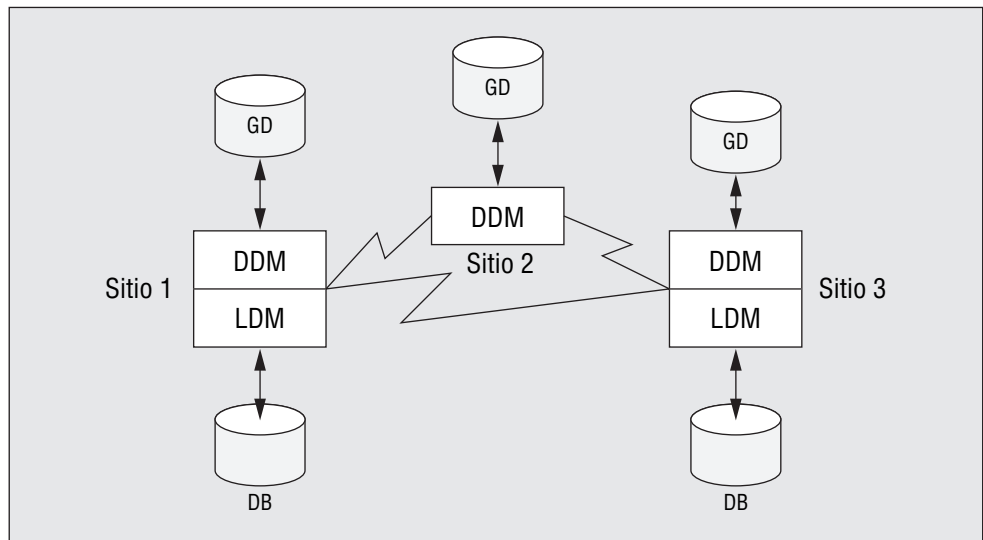 GD
GD
GD
DDM
Sitio 2
Sitio 1
DDM
LDM
DDM
LDM
Sitio 3
DB
DB